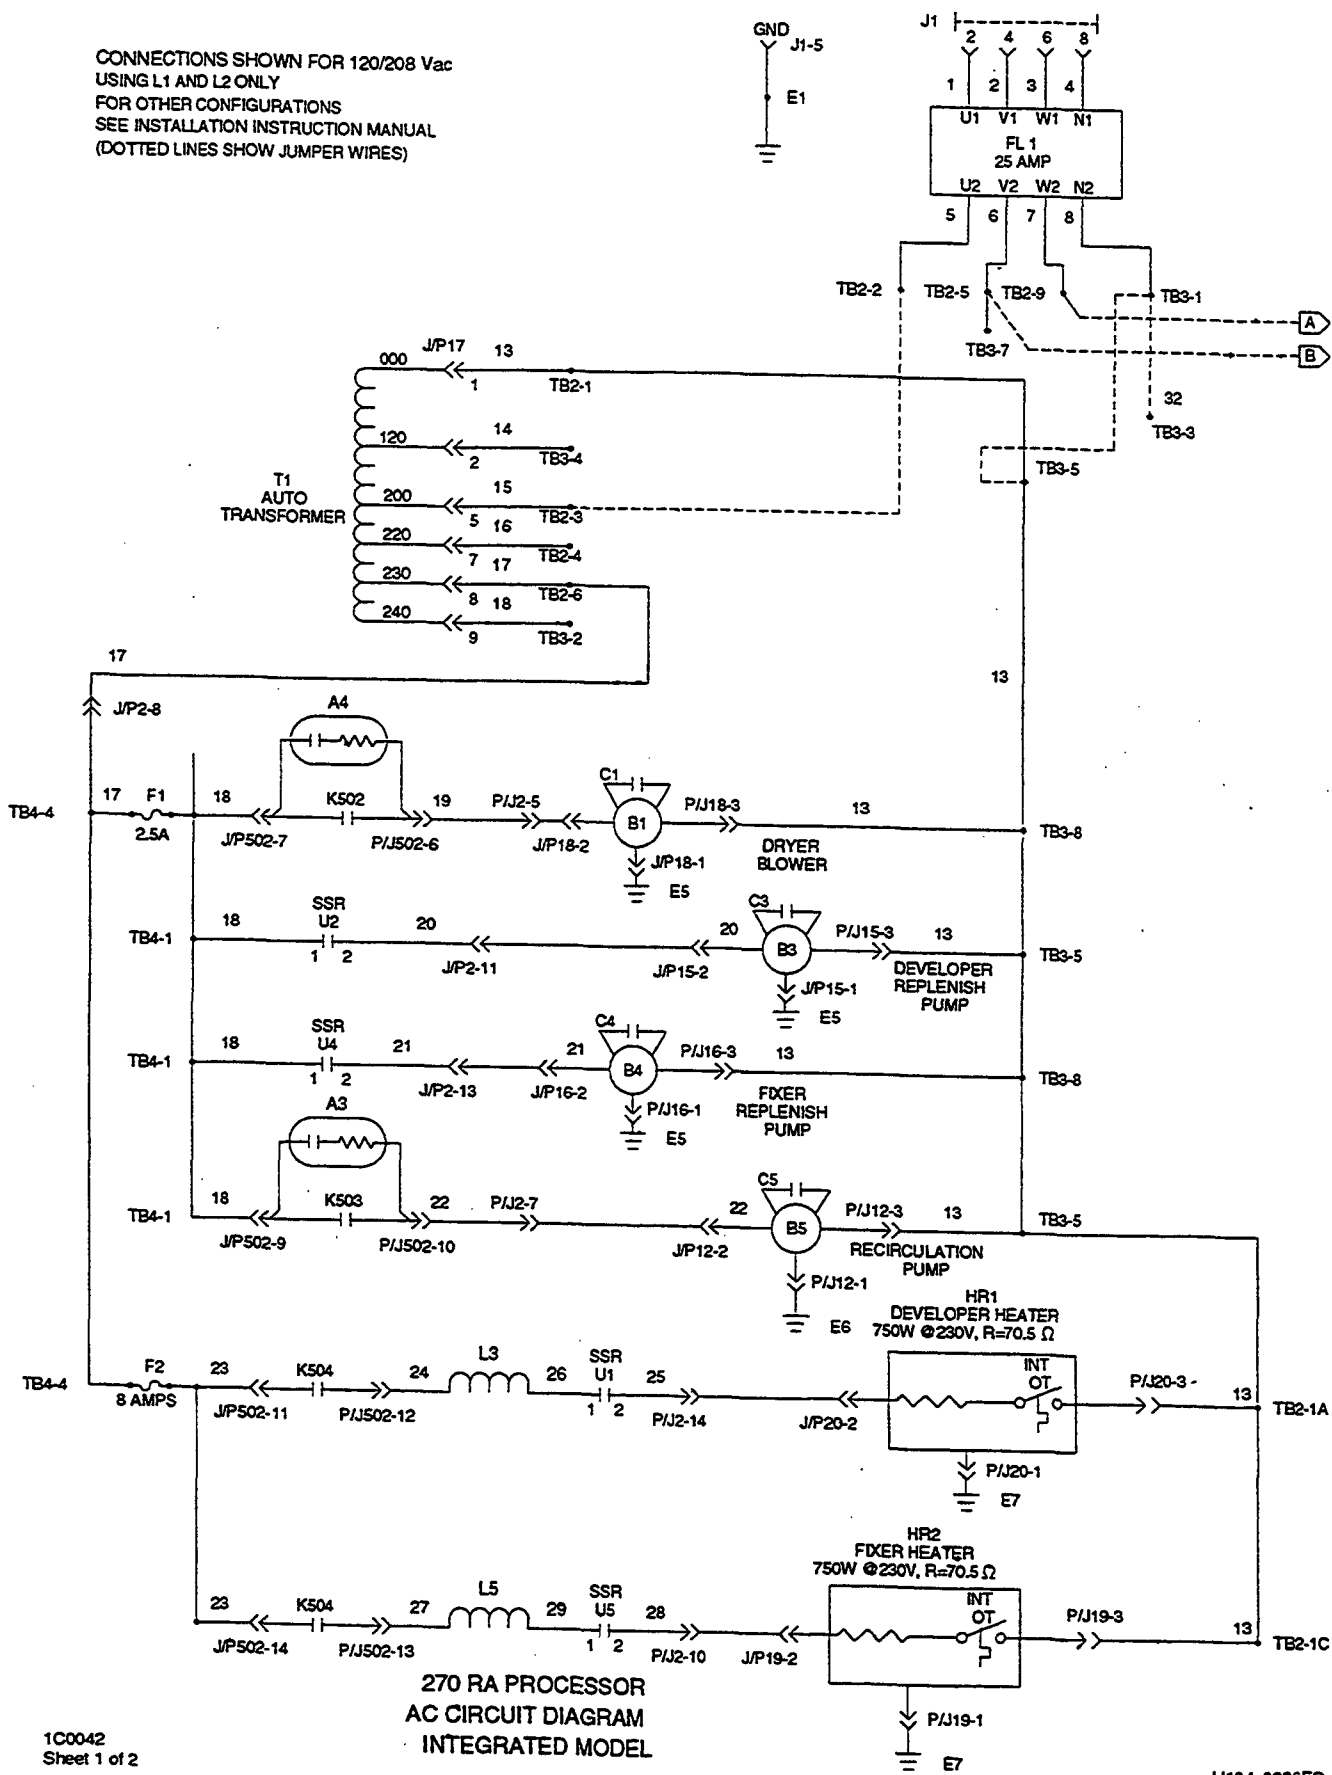 CONNECTIONS SHOWN FOR 120/208 Vac
USING L1 AND L2 ONLY
FOR OTHER CONFIGURATIONS
SEE INSTALLATION INSTRUCTION MANUAL
(DOTTED LINES SHOW JUMPER WIRES)
GND
J1-5
E1
J1
2 4 6 8
1 2 3 4
U1 V1 W1 N1
FL 1
25 AMP
U2 V2 W2 N2
5 6 7 8
TB2-2 TB2-5 TB2-9 TB3-1
A
TB3-7
B
32
TB3-3
TB3-5
T1
AUTO
TRANSFORMER
000 J/P17 13
1 TB2-1
120 14
2 TB3-4
200 15
5 16 TB2-3
220
7 17 TB2-4
230
8 18 TB2-6
240
9 TB3-2
17
J/P2-8
13
A4
TB4-4 17 F1 18 K502 19 P/J2-5 C1 B1 P/J18-3 13 TB3-8
2.5A J/P502-7 P/J502-6 J/P18-2 J/P18-1 DRYER
BLOWER
E5
TB4-1 18 SSR
U2
1 2
20 J/P2-11 20 J/P15-2 C3 B3 P/J15-3 13 TB3-5
J/P15-1 DEVELOPER
REPLENISH
PUMP
E5
TB4-1 18 SSR
U4
1 2
21 J/P2-13 21 J/P16-2 C4 B4 P/J16-3 13 TB3-8
P/J16-1 FIXER
REPLENISH
PUMP
E5
A3
TB4-1 18 K503 22 P/J2-7 22 C5 B5 P/J12-3 13 TB3-5
J/P502-9 P/J502-10 J/P12-2 RECIRCULATION
PUMP
P/J12-1
E6
HR1
DEVELOPER HEATER
750W @230V, R=70.5 Ω
TB4-4 F2 23 K504 24 L3 26 SSR
U1
1 2
25 INT
OT
P/J20-3 13 TB2-1A
8 AMPS J/P502-11 P/J502-12 P/J2-14 J/P20-2
P/J20-1
E7
HR2
FIXER HEATER
750W @230V, R=70.5 Ω
23 K504 27 L5 29 SSR
U5
1 2
28 INT
OT
P/J19-3 13 TB2-1C
J/P502-14 P/J502-13 P/J2-10 J/P19-2
P/J19-1
E7
270 RA PROCESSOR
AC CIRCUIT DIAGRAM
INTEGRATED MODEL
1C0042
Sheet 1 of 2